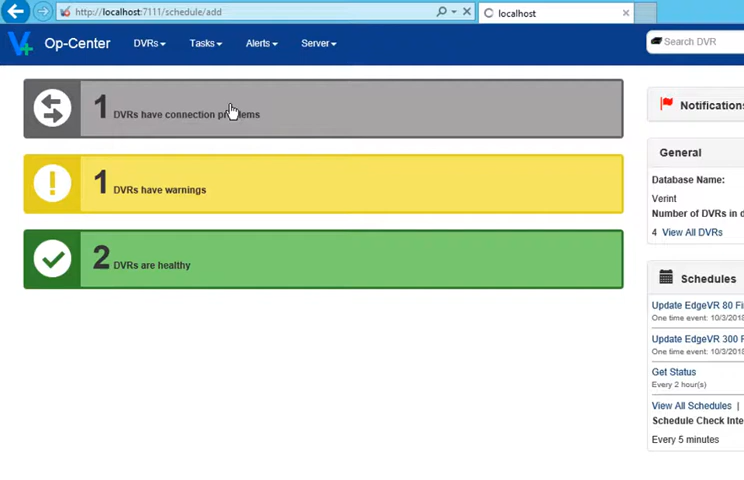 http://localhost:7111/schedule/add
localhost
Op-Center DVRs Tasks Alerts Server Search DVR
1 DVRs have connection problems
1 DVRs have warnings
2 DVRs are healthy
Notifications
General
Database Name:
Verint
Number of DVRs in d
4 View All DVRs
Schedules
Update EdgeVR 80 Fi
One time event: 10/3/2018
Update EdgeVR 300 F
One time event: 10/3/2018
Get Status
Every 2 hour(s)
View All Schedules |
Schedule Check Inte
Every 5 minutes